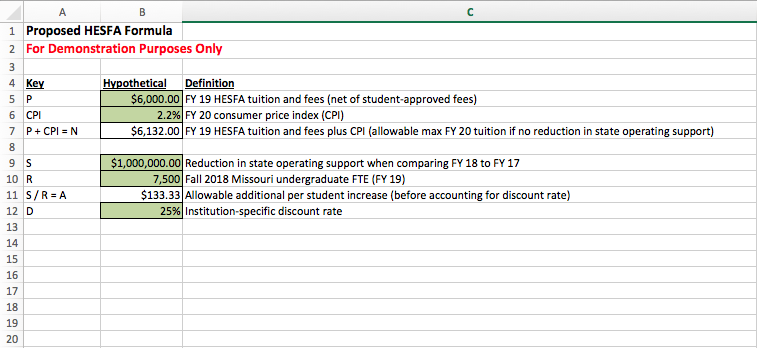 A B C
1 Proposed HESFA Formula
2 For Demonstration Purposes Only
3
4 Key Hypothetical Definition
5 P $6,000.00 FY 19 HESFA tuition and fees (net of student-approved fees)
6 CPI 2.2% FY 20 consumer price index (CPI)
7 P + CPI = N $6,132.00 FY 19 HESFA tuition and fees plus CPI (allowable max FY 20 tuition if no reduction in state operating support)
8
9 S $1,000,000.00 Reduction in state operating support when comparing FY 18 to FY 17
10 R 7,500 Fall 2018 Missouri undergraduate FTE (FY 19)
11 S / R = A $133.33 Allowable additional per student increase (before accounting for discount rate)
12 D 25% Institution-specific discount rate
13
14
15
16
17
18
19
20